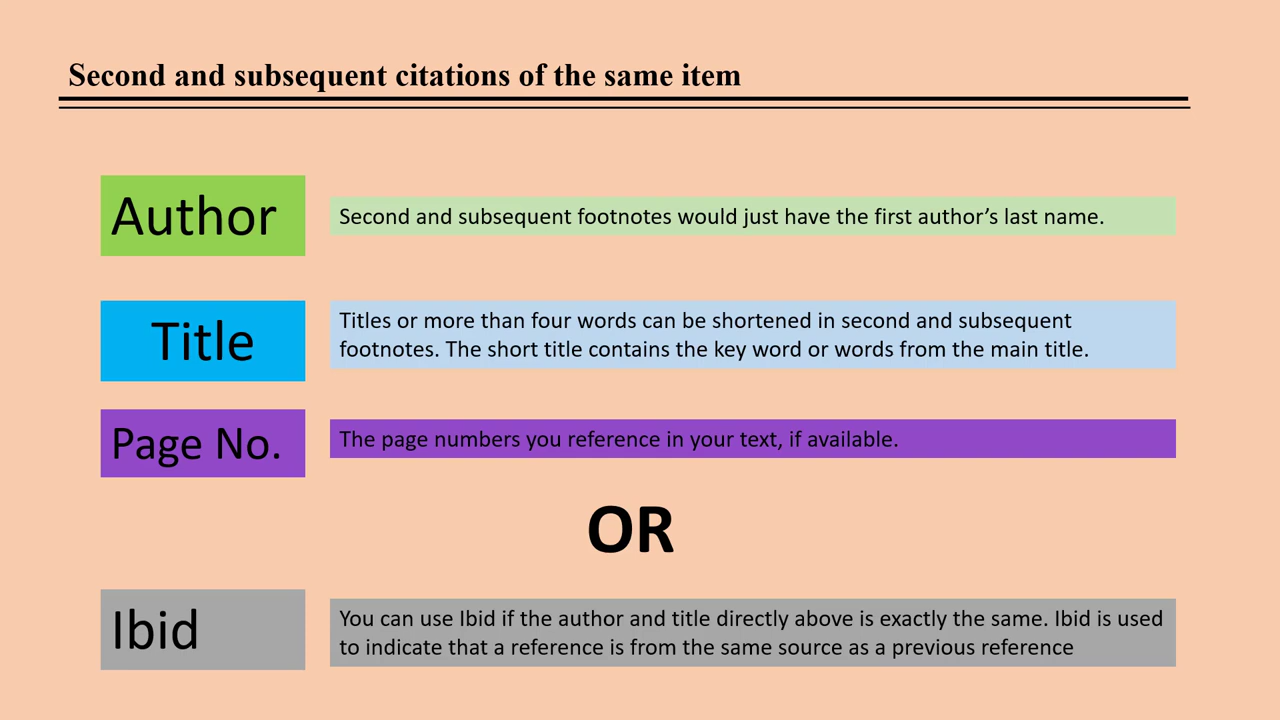 Second and subsequent citations of the same item
Author
Second and subsequent footnotes would just have the first author’s last name.
Title
Titles or more than four words can be shortened in second and subsequent
footnotes. The short title contains the key word or words from the main title.
Page No.
The page numbers you reference in your text, if available.
OR
Ibid
You can use Ibid if the author and title directly above is exactly the same. Ibid is used
to indicate that a reference is from the same source as a previous reference